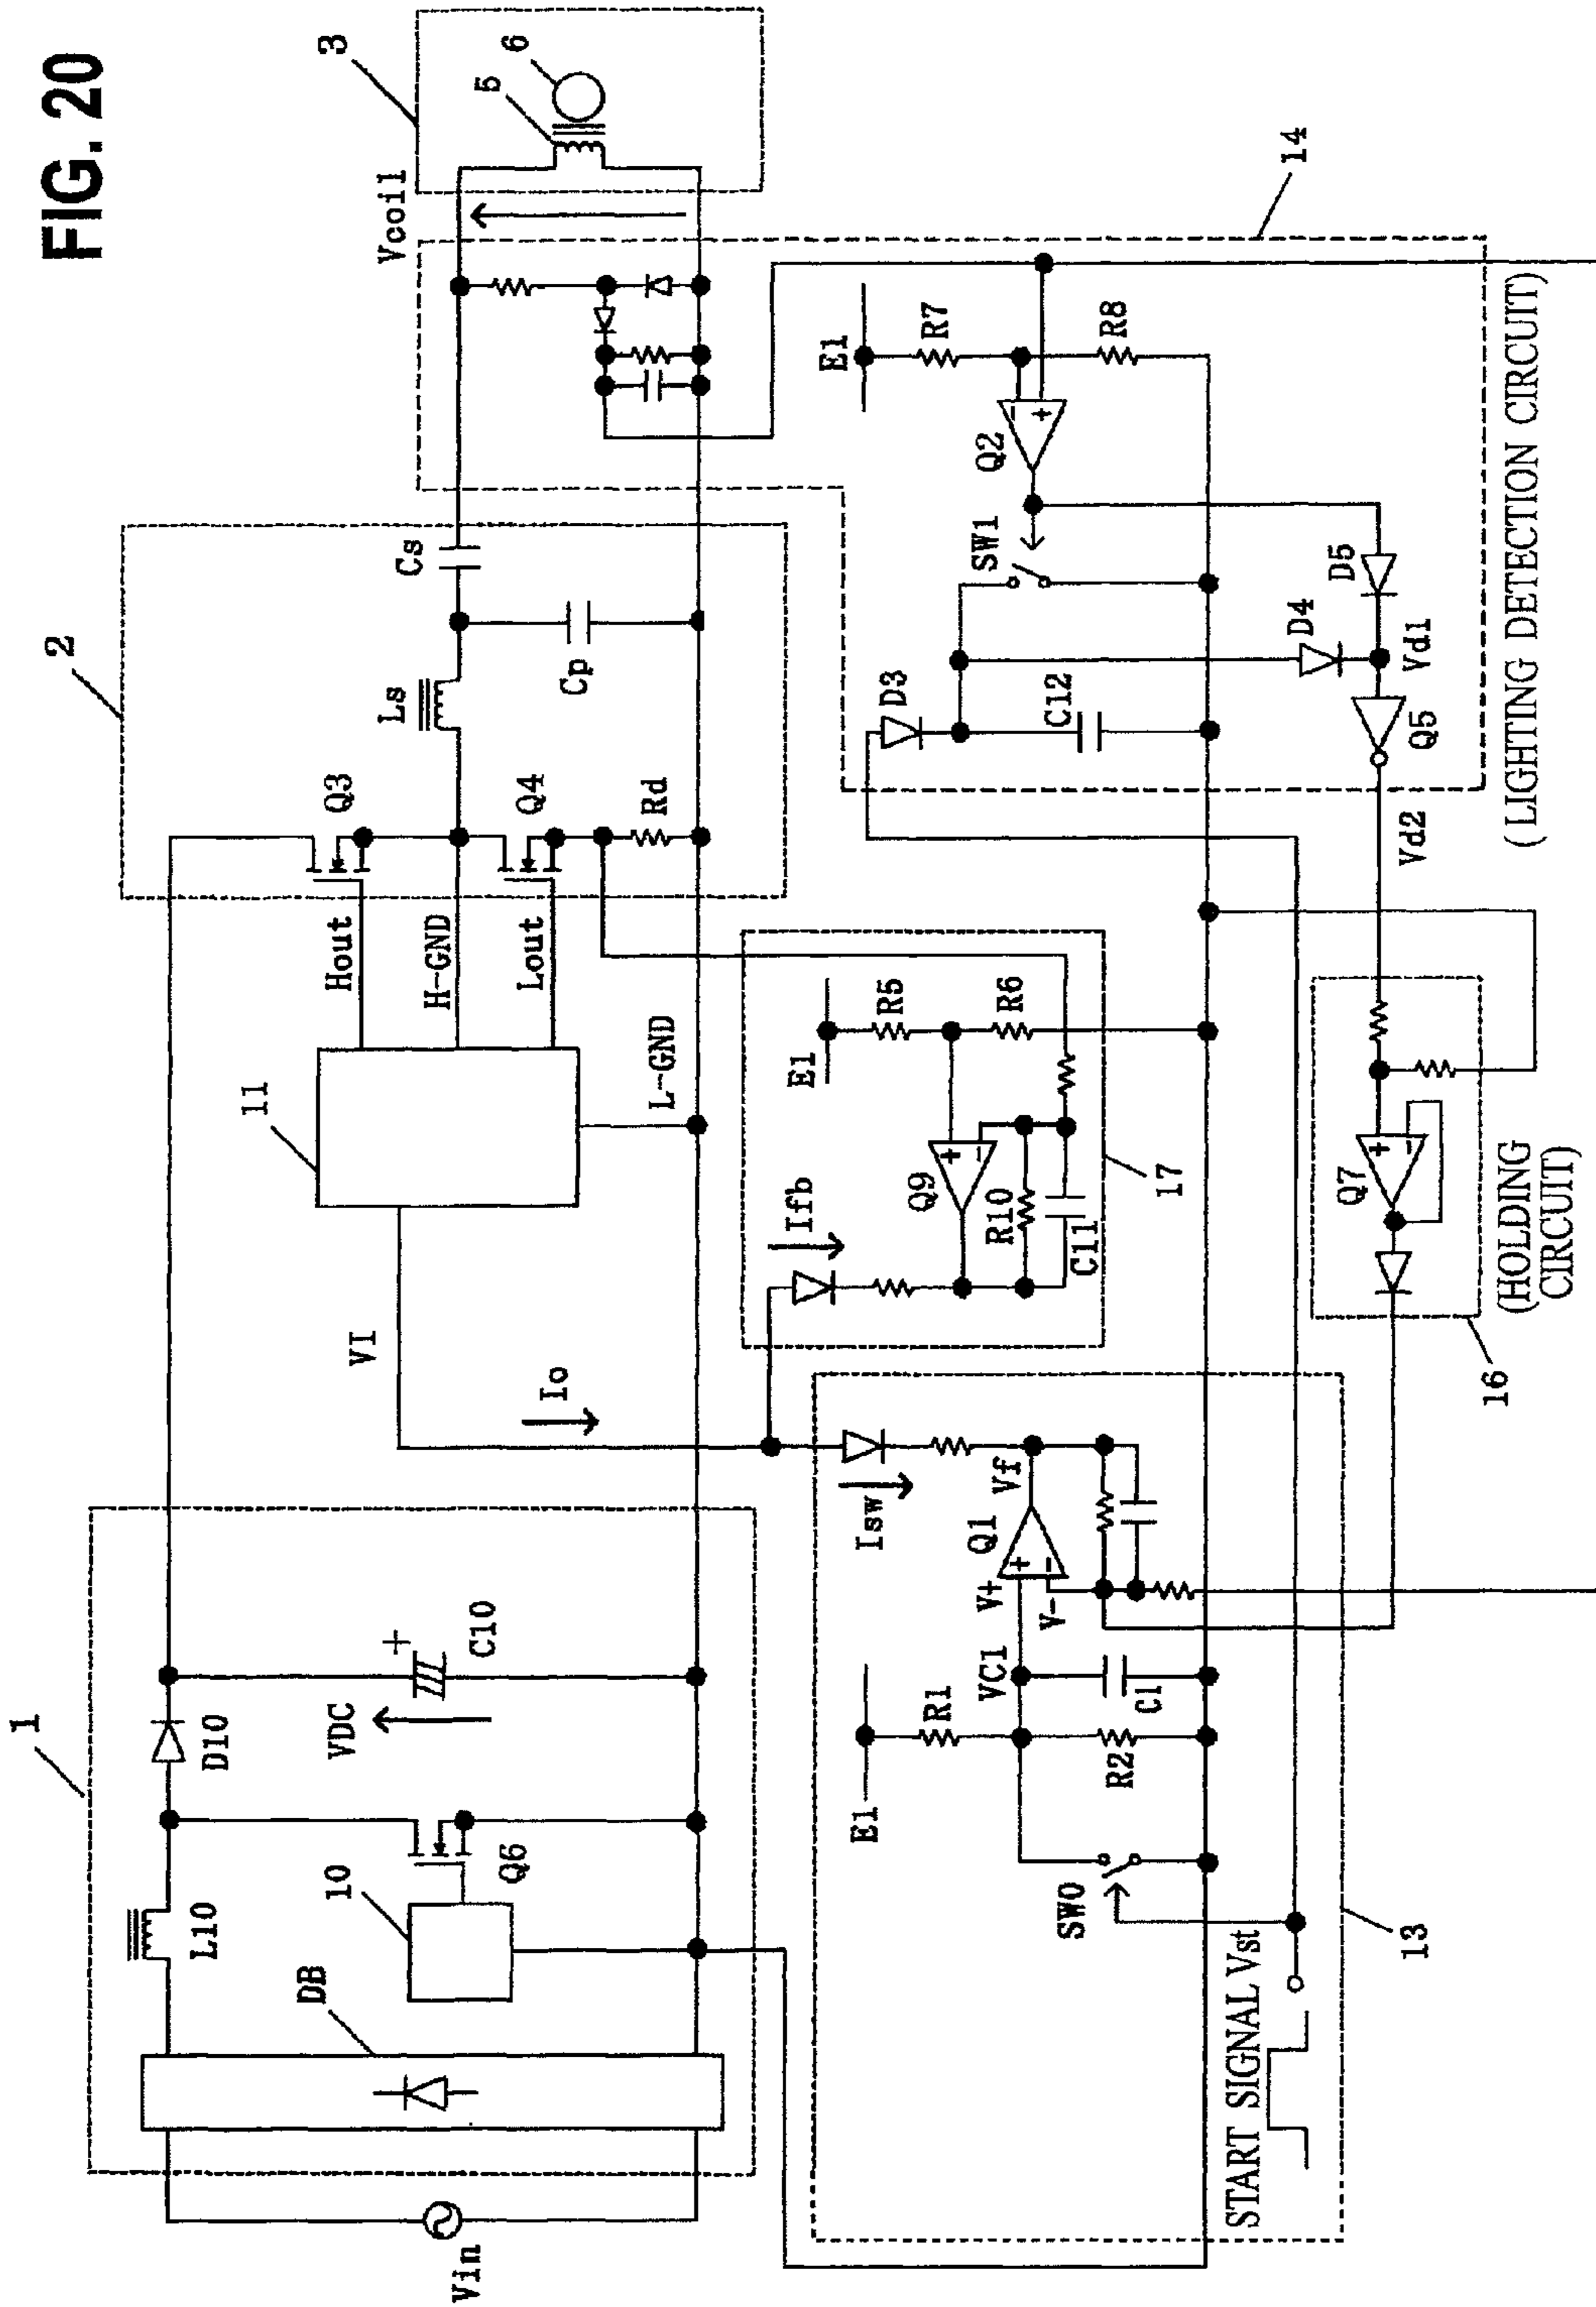 FIG. 20
1
2
3
Vin
DB
L10
10
Q6
D10
VDC
+
C10
11
VI
Io
Hout
H-GND
Lout
L-GND
Q3
Q4
Rd
Ls
Cp
Cs
Vcoil
5
6
13
START SIGNAL Vst
SW0
E1
R1
R2
VC1
C1
V+
V-
+
-
Q1
Vf
Isw
17
Ifb
Q9
+
-
R10
C11
E1
R5
R6
14
(LIGHTING DETECTION CIRCUIT)
E1
R7
R8
Q2
-
+
SW1
D3
C12
D4
D5
Vd1
Q5
Vd2
16
(HOLDING
CIRCUIT)
Q7
+
-